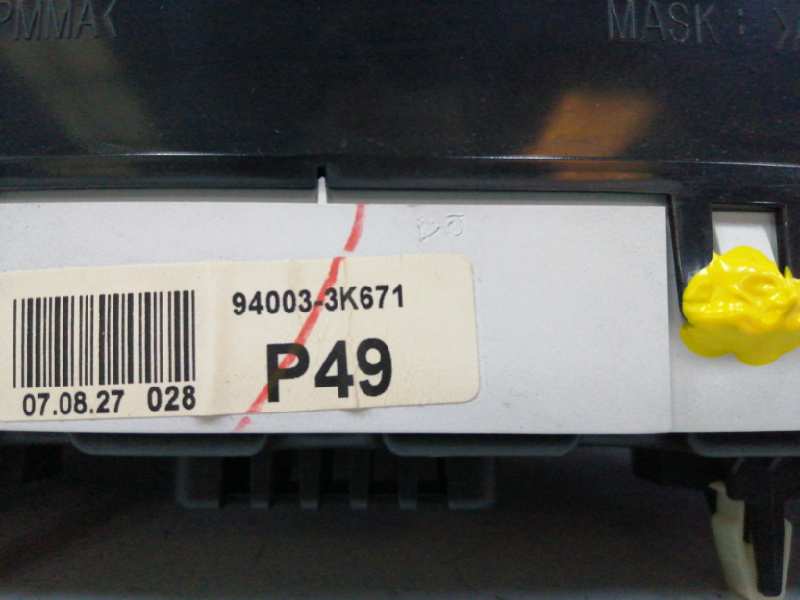 PMMA<
MASK : >
94003-3K671
P49
07.08.27 028